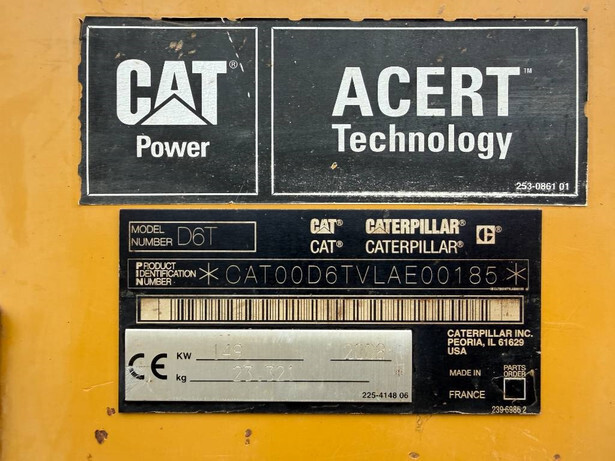 CAT®
Power
ACERT™
Technology
253-0861 01
MODEL NUMBER D6T
CAT® CATERPILLAR®
CAT® CATERPILLAR®
PRODUCT IDENTIFICATION NUMBER *CAT00D6TVLAE00185*
CATERPILLAR INC.
PEORIA, IL 61629
USA
CE
KW
kg
225-4148 06
MADE IN
FRANCE
PARTS ORDER
239-6986 2